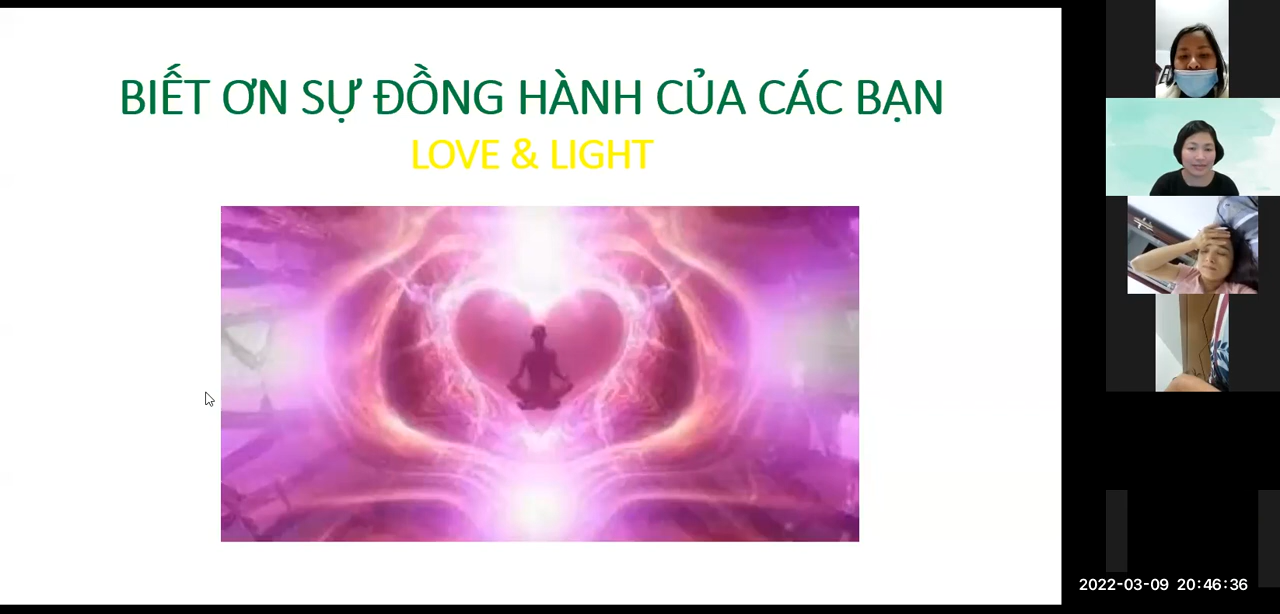 BIẾT ƠN SỰ ĐỒNG HÀNH CỦA CÁC BẠN
LOVE & LIGHT
2022-03-09 20:46:36